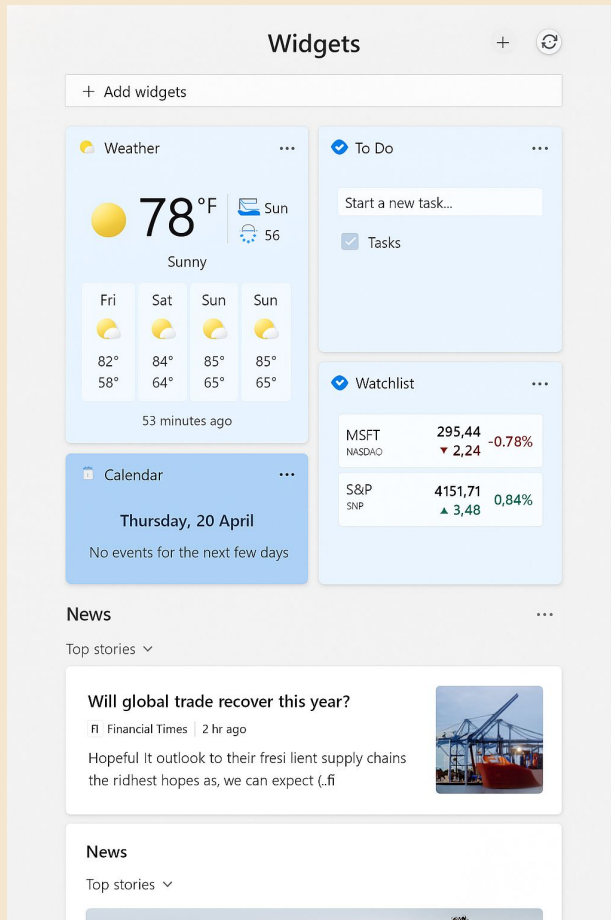 Widgets
+
+ Add widgets
Weather
78°F
Sun
56
Sunny
Fri Sat Sun Sun
82° 84° 85° 85°
58° 64° 65° 65°
53 minutes ago
To Do
Start a new task...
Tasks
Watchlist
MSFT 295,44 -0.78%
NASDAO ▼ 2,24
S&P 4151,71 0,84%
SNP ▲ 3,48
Calendar
Thursday, 20 April
No events for the next few days
News
Top stories
Will global trade recover this year?
FI Financial Times 2 hr ago
Hopeful It outlook to their fresi lient supply chains
the ridhest hopes as, we can expect (..fi
News
Top stories